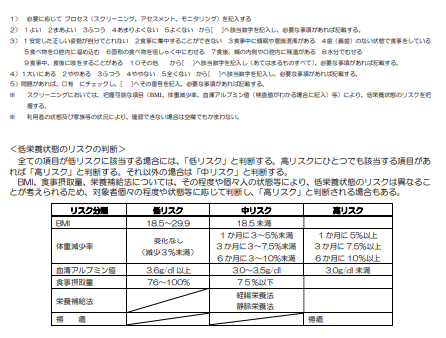 1） 必要に応じて プロセス（スクリーニング、アセスメント、モニタリング）を記入する
2） 1よい 2まあよい 3ふつう 4あまりよくない 5よくない から[ ]へ該当数字を記入し、必要な事項があれば記載する。
3） 1 安定した正しい姿勢が自分でとれない 2食事に集中することができない 3食事中に傾眠や意識混濁がある 4歯（義歯）のない状態で食事をしている
5 食べ物を口腔内に溜め込む 6固形の食べ物を咀しゃく中にむせる 7食後、頬の内側や口腔内に残渣がある 8水分でむせる
9食事中、食後に咳をすることがある 10その他 から[ ]へ該当数字を記入し（あてはまるものすべて）、必要な事項があれば記載する。
4）1大いにある 2ややある 3ふつう 4ややない 5全くない から[ ]へ該当数字を記入し、必要な事項があれば記載する。
5）問題があれば、口有 にチェックし、[ ]へその番号を記入。必要な事項があれば記載する。
※ スクリーニングにおいては、把握可能な項目（BMI、体重減少率、血清アルブミン値（検査値がわかる場合に記入）等）により、低栄養状態のリスクを把
握する。
※ 利用者の状態及び家族等の状況により、確認できない場合は空欄でもかまわない。
＜低栄養状態のリスクの判断＞
全ての項目が低リスクに該当する場合には、「低リスク」と判断する。高リスクにひとつでも該当する項目があ
れば「高リスク」と判断する。それ以外の場合は「中リスク」と判断する。
BMI、食事摂取量、栄養補給法については、その程度や個々人の状態等により、低栄養状態のリスクは異なるこ
とが考えられるため、対象者個々の程度や状態等に応じて判断し、「高リスク」と判断される場合もある。
リスク分類 低リスク 中リスク 高リスク
BMI 18.5～29.9 18.5 未満
体重減少率 変化なし（減少3％未満） 1 か月に3～5％未満 1 か月に 5％以上
3 か月に3～7.5％未満 3 か月に 7.5％以上
6 か月に 3～10％未満 6 か月に 10％以上
血清アルブミン値 3.6g/dl 以上 3.0～3.5g/dl 3.0g/dl 未満
食事摂取量 76～100％ 75％以下
栄養補給法 経腸栄養法
静脈栄養法
褥 瘡 褥瘡